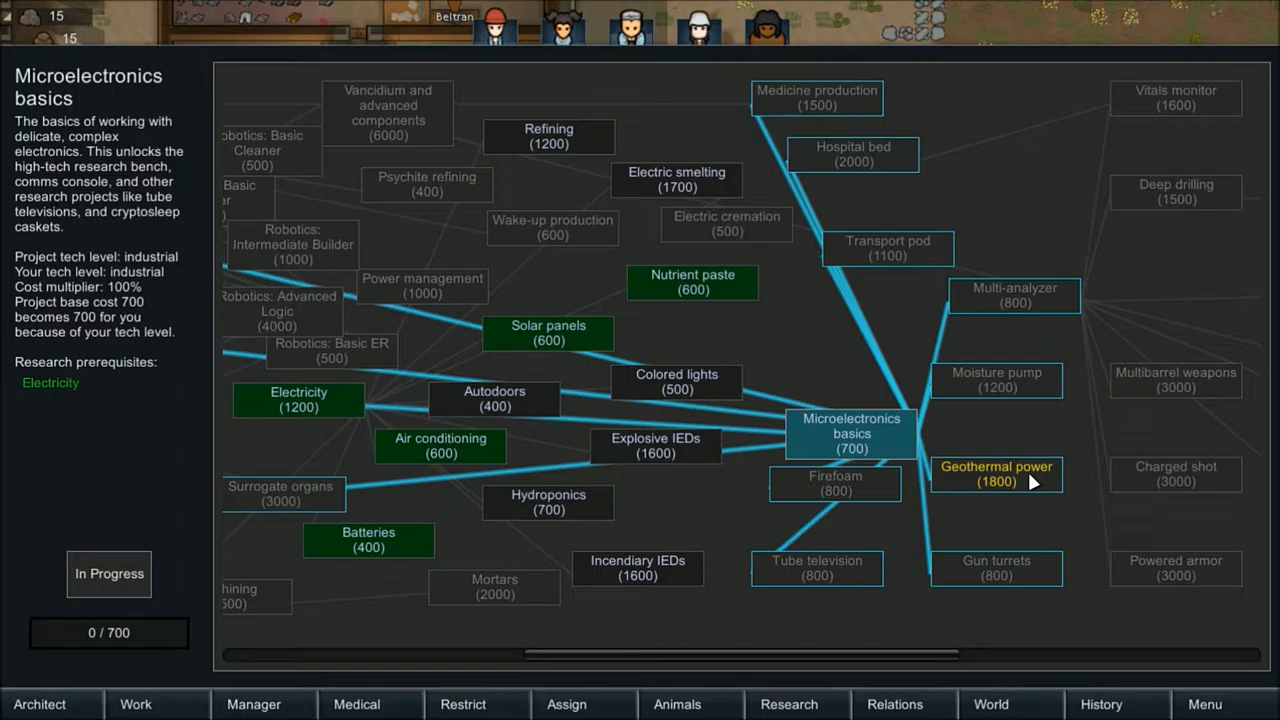 15
15
Beltran
Microelectronics
basics
The basics of working with
delicate, complex
electronics. This unlocks the
high-tech research bench,
comms console, and other
research projects like tube
televisions, and cryptosleep
caskets.
Project tech level: industrial
Your tech level: industrial
Cost multiplier: 100%
Project base cost 700
becomes 700 for you
because of your tech level.
Research prerequisites:
Electricity
In Progress
0 / 700
Vancidium and
advanced
components
(6000)
obotics: Basic
Cleaner
(500)
Basic
Refining
(1200)
Psychite refining
(400)
Electric smelting
(1700)
Wake-up production
(600)
Electric cremation
(500)
Robotics:
Intermediate Builder
(1000)
Power management
(1000)
Nutrient paste
(600)
Robotics: Advanced
Logic
(4000)
Solar panels
(600)
Robotics: Basic ER
(500)
Electricity
(1200)
Autodoors
(400)
Colored lights
(500)
Air conditioning
(600)
Explosive IEDs
(1600)
Surrogate organs
(3000)
Hydroponics
(700)
Batteries
(400)
Incendiary IEDs
(1600)
hining
500)
Mortars
(2000)
Medicine production
(1500)
Hospital bed
(2000)
Transport pod
(1100)
Microelectronics
basics
(700)
Firefoam
(800)
Tube television
(800)
Multi-analyzer
(800)
Moisture pump
(1200)
Geothermal power
(1800)
Gun turrets
(800)
Vitals monitor
(1600)
Deep drilling
(1500)
Multibarrel weapons
(3000)
Charged shot
(3000)
Powered armor
(3000)
Architect
Work
Manager
Medical
Restrict
Assign
Animals
Research
Relations
World
History
Menu